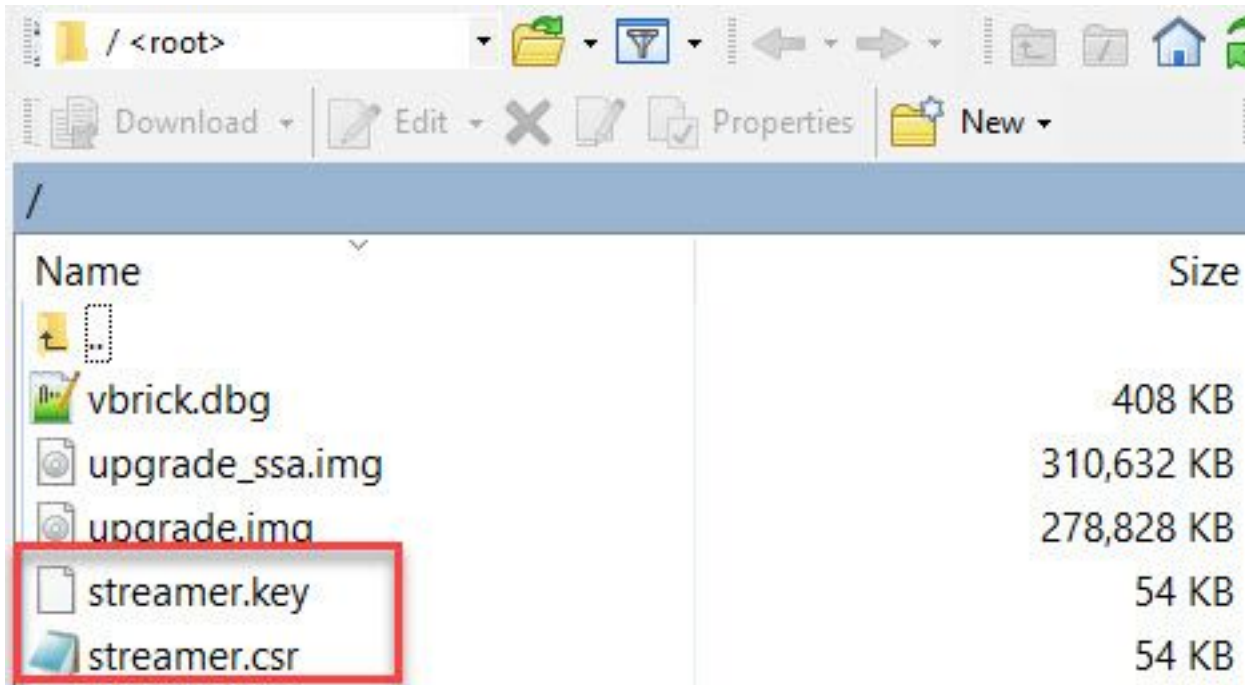 / <root>
Download Edit Properties New
/
Name Size
..
vbrick.dbg 408 KB
upgrade_ssa.img 310,632 KB
upgrade.img 278,828 KB
streamer.key 54 KB
streamer.csr 54 KB